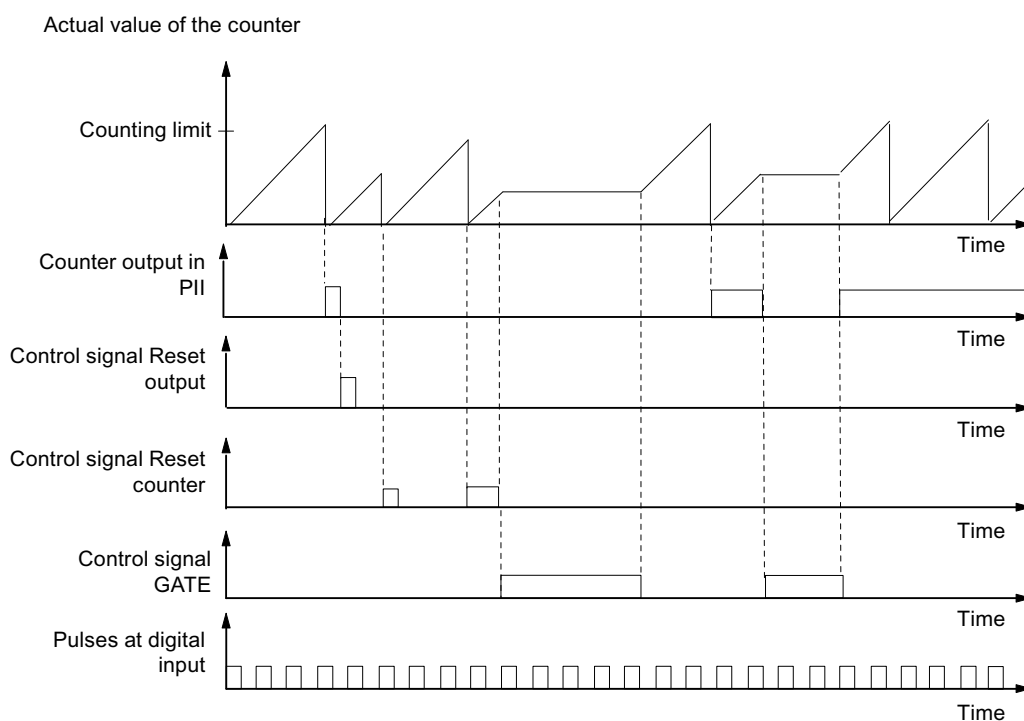 Actual value of the counter
Counting limit
Time
Counter output in
PII
Time
Control signal Reset
output
Time
Control signal Reset
counter
Time
Control signal
GATE
Time
Pulses at digital
input
Time